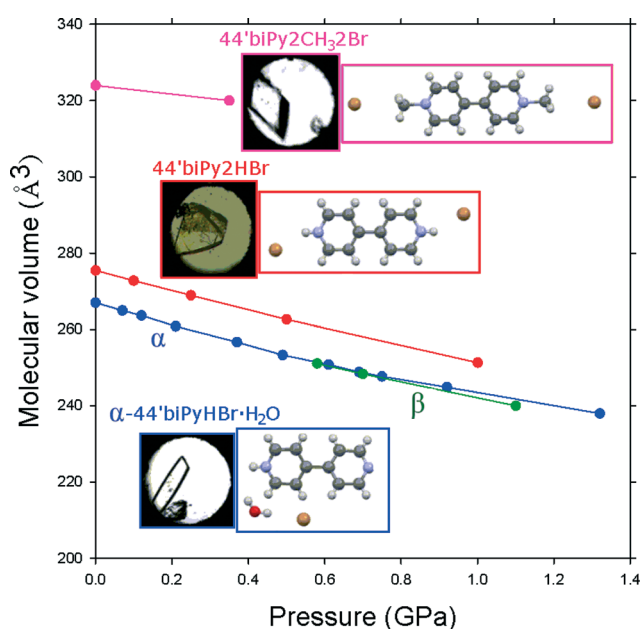 340
320
300
280
260
240
220
200
Molecular volume (Å3)
44'biPy2CH32Br
44'biPy2HBr
α
β
α-44'biPyHBr·H2O
0.0 0.2 0.4 0.6 0.8 1.0 1.2 1.4
Pressure (GPa)